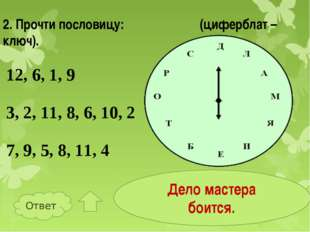 2. Прочти пословицу: (циферблат –
ключ).
12, 6, 1, 9
3, 2, 11, 8, 6, 10, 2
7, 9, 5, 8, 11, 4
Д
С Л
Р А
О М
Т Я
Б И
Е
Дело мастера
боится.
Ответ